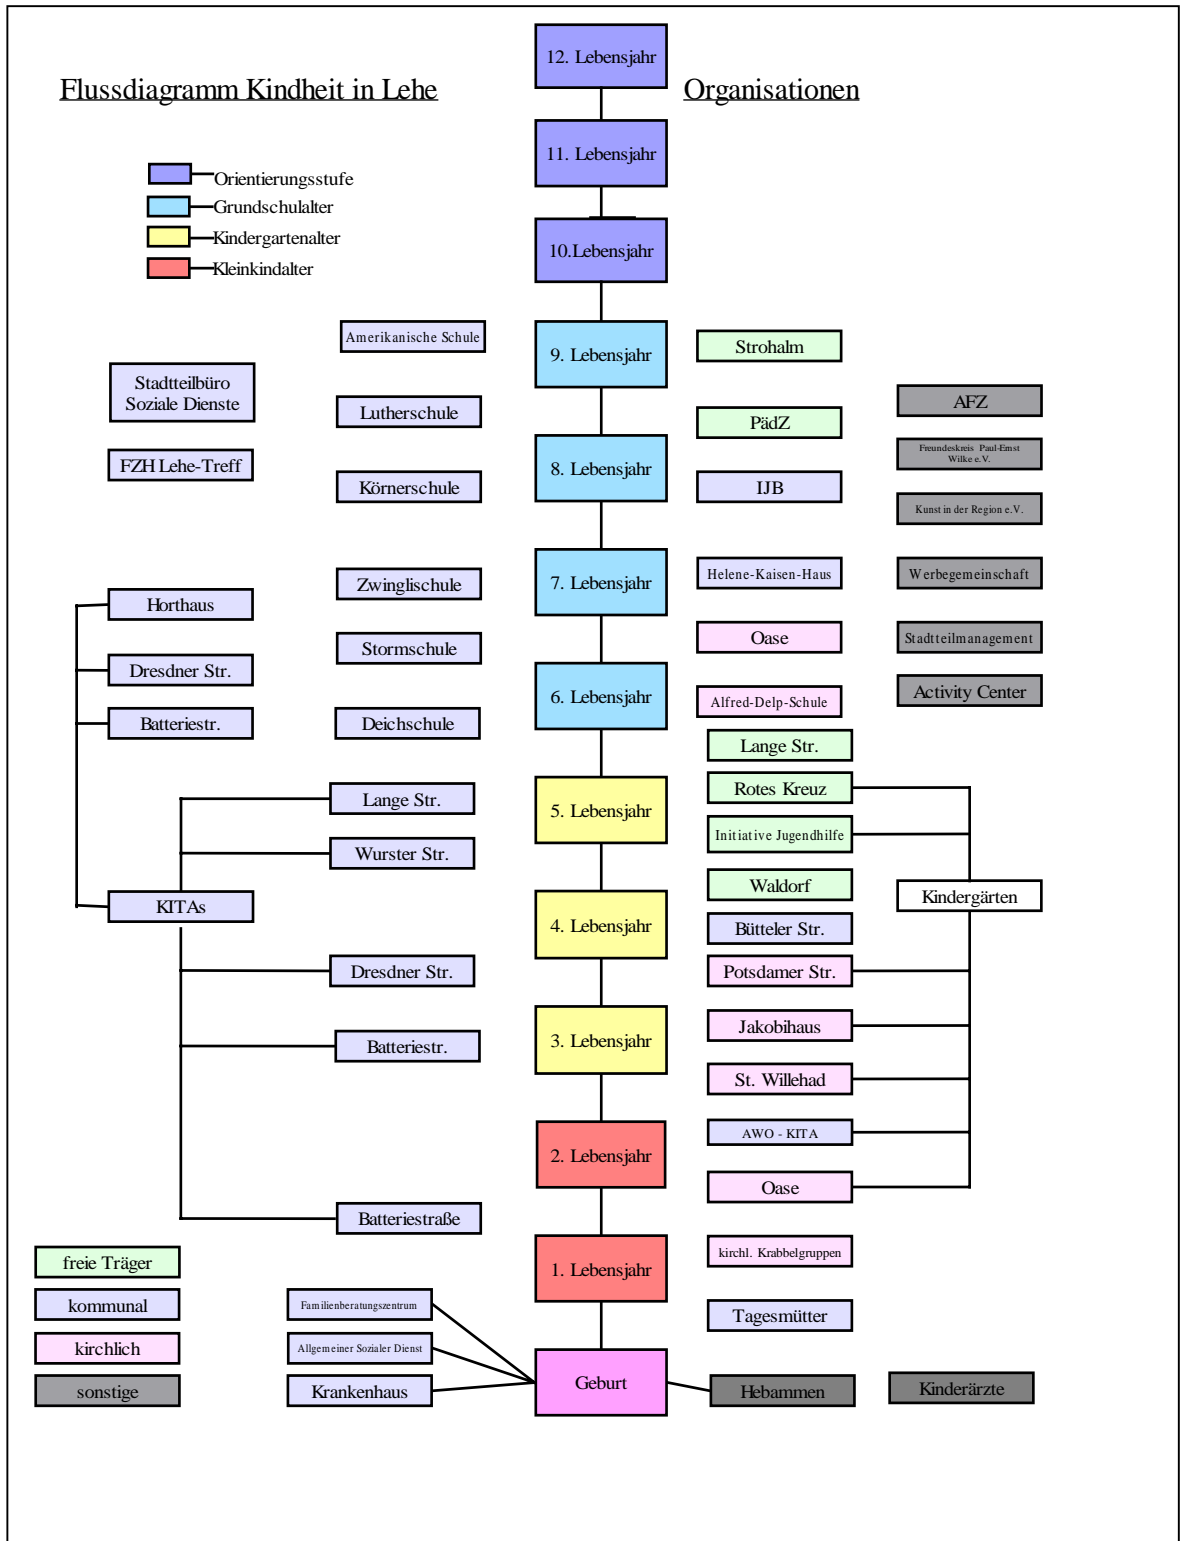 12. Lebensjahr
Flussdiagramm Kindheit in Lehe
Organisationen
11. Lebensjahr
Orientierungsstufe
Grundschulalter
Kindergartenalter
Kleinkindalter
10.Lebensjahr
Amerikanische Schule
9. Lebensjahr
Strohalm
Stadtteilbüro
Soziale Dienste
Lutherschule
PädZ
AFZ
FZH Lehe-Treff
Körnerschule
8. Lebensjahr
IJB
Freundeskreis Paul-Ernst
Wilke e.V.
Kunst in der Region e.V.
Zwinglischule
7. Lebensjahr
Helene-Kaisen-Haus
Werbegemeinschaft
Horthaus
Stormschule
Oase
Stadtteilmanagement
Dresdner Str.
6. Lebensjahr
Alfred-Delp-Schule
Activity Center
Batteriestr.
Deichschule
Lange Str.
Lange Str.
5. Lebensjahr
Rotes Kreuz
Wurster Str.
Initiative Jugendhilfe
KITAs
4. Lebensjahr
Waldorf
Kindergärten
Bütteler Str.
Dresdner Str.
Potsdamer Str.
Batteriestr.
3. Lebensjahr
Jakobihaus
St. Willehad
2. Lebensjahr
AWO - KITA
Oase
Batteriestraße
freie Träger
1. Lebensjahr
kirchl. Krabbelgruppen
kommunal
Familienberatungszentrum
Tagesmütter
kirchlich
Allgemeiner Sozialer Dienst
sonstige
Krankenhaus
Geburt
Hebammen
Kinderärzte